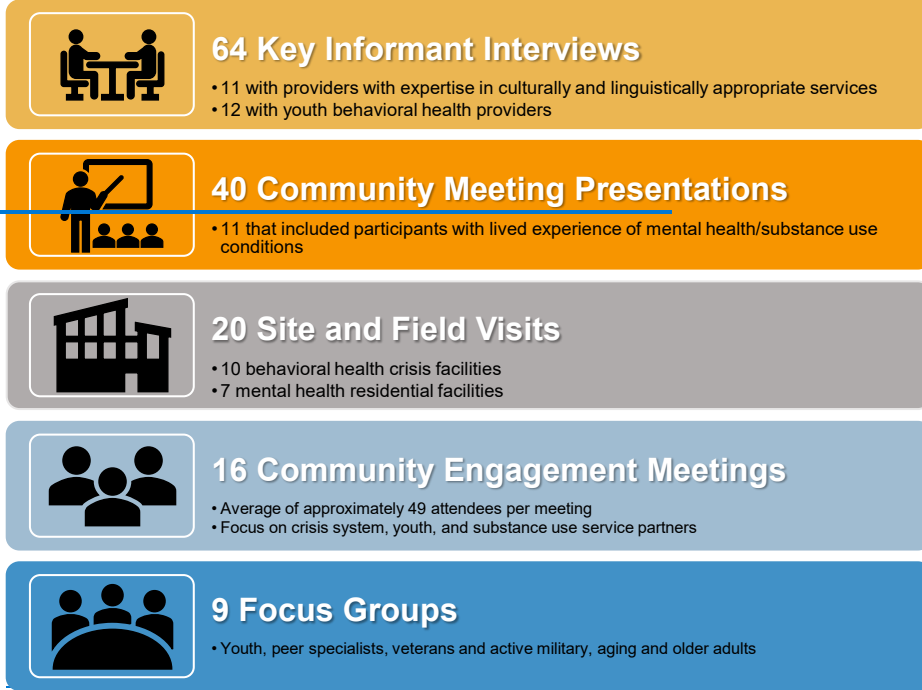 64 Key Informant Interviews
•11 with providers with expertise in culturally and linguistically appropriate services
•12 with youth behavioral health providers
40 Community Meeting Presentations
•11 that included participants with lived experience of mental health/substance use
conditions
20 Site and Field Visits
•10 behavioral health crisis facilities
•7 mental health residential facilities
16 Community Engagement Meetings
•Average of approximately 49 attendees per meeting
•Focus on crisis system, youth, and substance use service partners
9 Focus Groups
•Youth, peer specialists, veterans and active military, aging and older adults